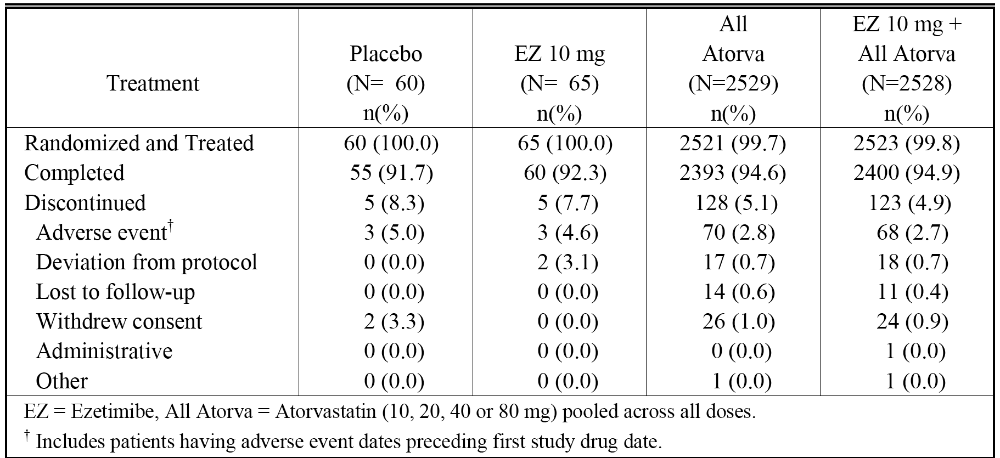 Treatment Placebo (N= 60) n(%) EZ 10 mg (N= 65) n(%) All Atorva (N=2529) n(%) EZ 10 mg + All Atorva (N=2528) n(%)
Randomized and Treated 60 (100.0) 65 (100.0) 2521 (99.7) 2523 (99.8)
Completed 55 (91.7) 60 (92.3) 2393 (94.6) 2400 (94.9)
Discontinued 5 (8.3) 5 (7.7) 128 (5.1) 123 (4.9)
Adverse event† 3 (5.0) 3 (4.6) 70 (2.8) 68 (2.7)
Deviation from protocol 0 (0.0) 2 (3.1) 17 (0.7) 18 (0.7)
Lost to follow-up 0 (0.0) 0 (0.0) 14 (0.6) 11 (0.4)
Withdrew consent 2 (3.3) 0 (0.0) 26 (1.0) 24 (0.9)
Administrative 0 (0.0) 0 (0.0) 0 (0.0) 1 (0.0)
Other 0 (0.0) 0 (0.0) 1 (0.0) 1 (0.0)
EZ = Ezetimibe, All Atorva = Atorvastatin (10, 20, 40 or 80 mg) pooled across all doses.
† Includes patients having adverse event dates preceding first study drug date.